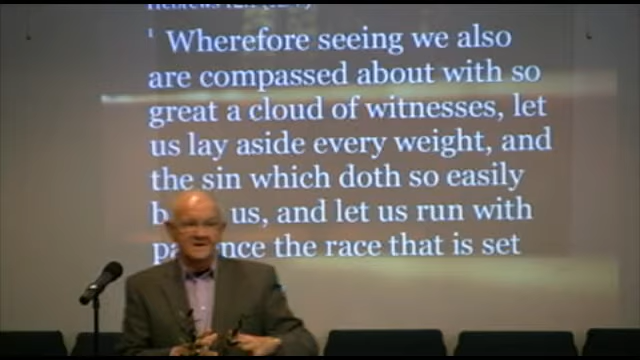 Hebrews
¹ Wherefore seeing we also
are compassed about with so
great a cloud of witnesses, let
us lay aside every weight, and
the sin which doth so easily
us, and let us run with
the race that is set